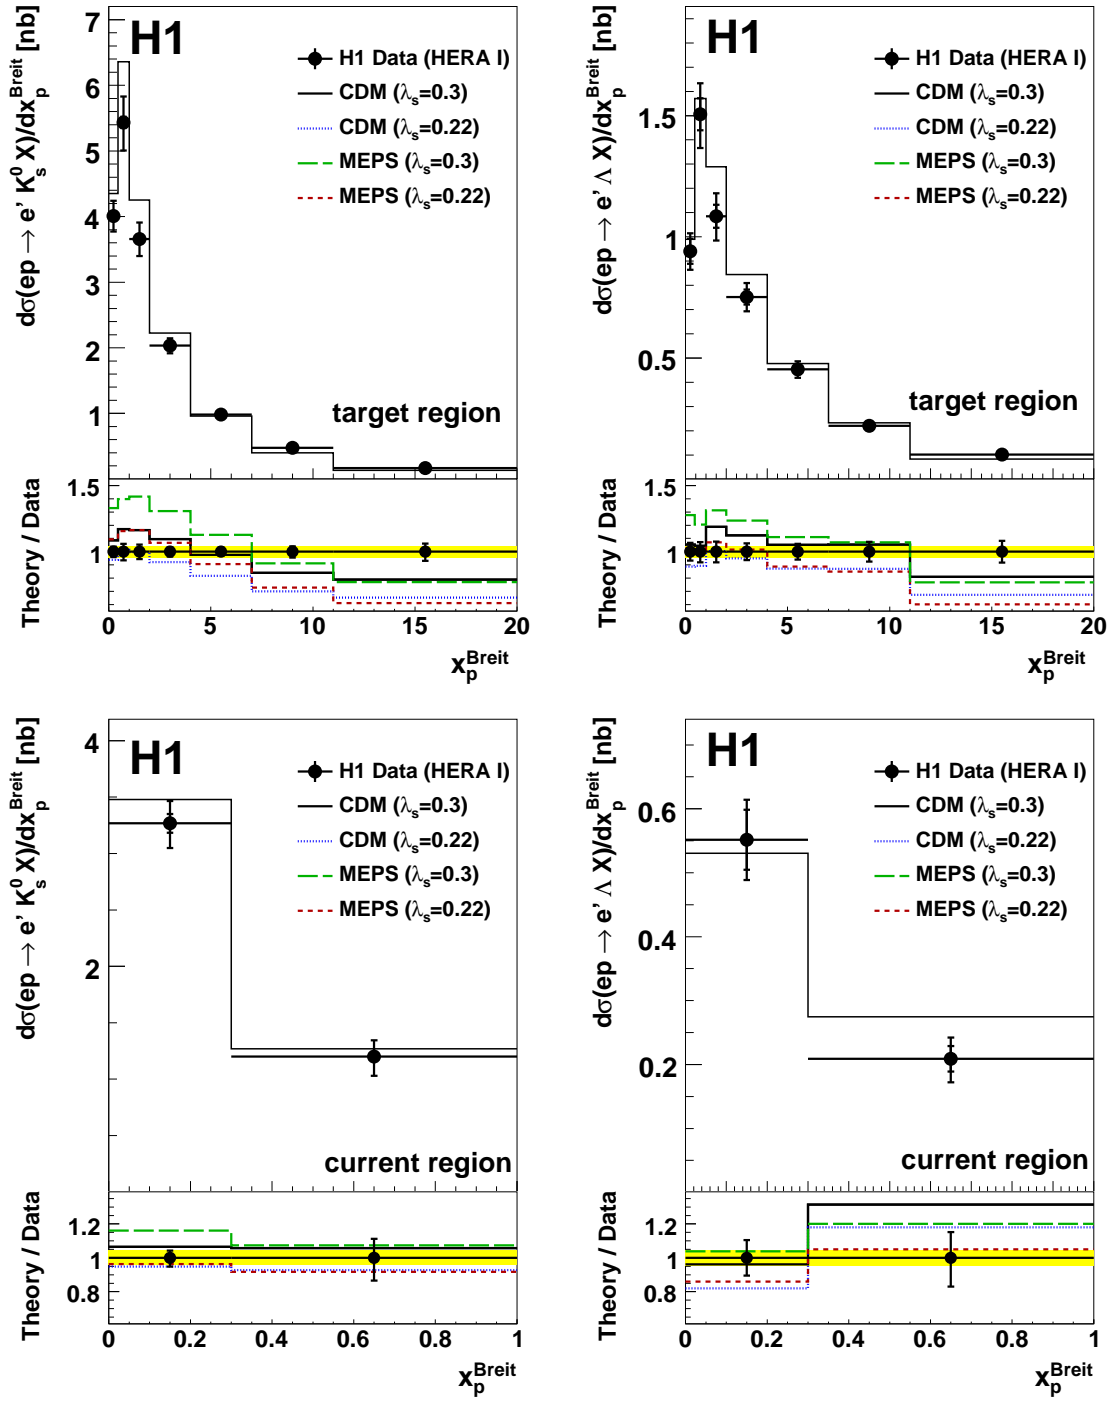 H1
dσ(ep → e' K⁰ₛ X)/dxₚᴮʳᵉⁱᵗ [nb]
7
6
5
4
3
2
1
H1 Data (HERA I)
CDM (λₛ=0.3)
CDM (λₛ=0.22)
MEPS (λₛ=0.3)
MEPS (λₛ=0.22)
target region
Theory / Data
1.5
1
0 5 10 15 20
xₚᴮʳᵉⁱᵗ
H1
dσ(ep → e' Λ X)/dxₚᴮʳᵉⁱᵗ [nb]
1.5
1
0.5
H1 Data (HERA I)
CDM (λₛ=0.3)
CDM (λₛ=0.22)
MEPS (λₛ=0.3)
MEPS (λₛ=0.22)
target region
Theory / Data
1.5
1
0 5 10 15 20
xₚᴮʳᵉⁱᵗ
H1
dσ(ep → e' K⁰ₛ X)/dxₚᴮʳᵉⁱᵗ [nb]
4
2
H1 Data (HERA I)
CDM (λₛ=0.3)
CDM (λₛ=0.22)
MEPS (λₛ=0.3)
MEPS (λₛ=0.22)
current region
Theory / Data
1.2
1
0.8
0 0.2 0.4 0.6 0.8 1
xₚᴮʳᵉⁱᵗ
H1
dσ(ep → e' Λ X)/dxₚᴮʳᵉⁱᵗ [nb]
0.6
0.4
0.2
H1 Data (HERA I)
CDM (λₛ=0.3)
CDM (λₛ=0.22)
MEPS (λₛ=0.3)
MEPS (λₛ=0.22)
current region
Theory / Data
1.2
1
0.8
0 0.2 0.4 0.6 0.8 1
xₚᴮʳᵉⁱᵗ